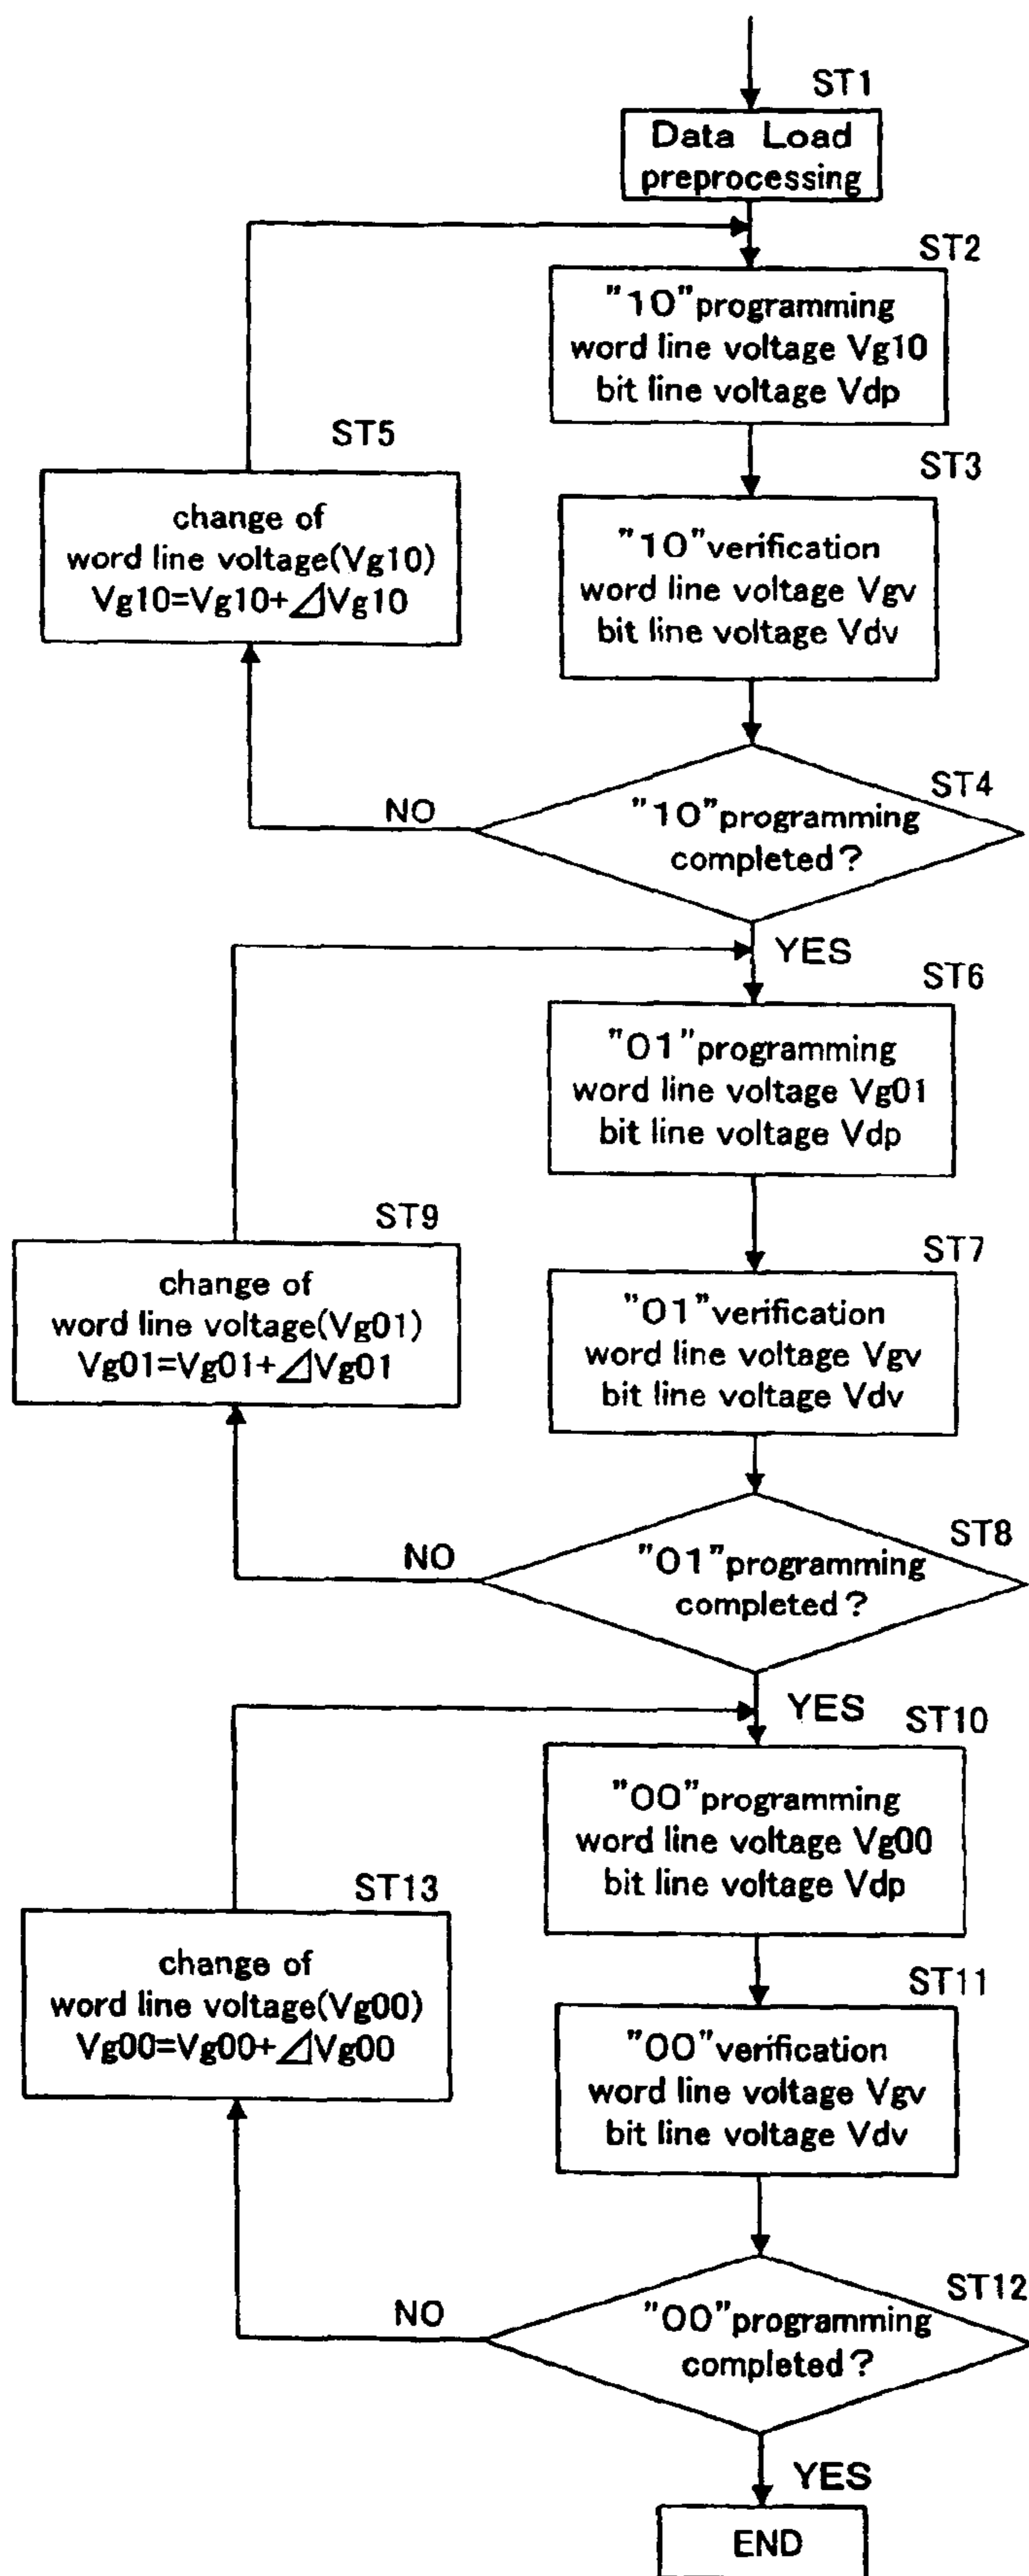 ST1
Data Load
preprocessing
ST2
"10"programming
word line voltage Vg10
bit line voltage Vdp
ST5
change of
word line voltage(Vg10)
Vg10=Vg10+⊿Vg10
ST3
"10"verification
word line voltage Vgv
bit line voltage Vdv
ST4
"10"programming
completed?
NO
YES
ST6
"01"programming
word line voltage Vg01
bit line voltage Vdp
ST9
change of
word line voltage(Vg01)
Vg01=Vg01+⊿Vg01
ST7
"01"verification
word line voltage Vgv
bit line voltage Vdv
ST8
"01"programming
completed?
NO
YES
ST10
"00"programming
word line voltage Vg00
bit line voltage Vdp
ST13
change of
word line voltage(Vg00)
Vg00=Vg00+⊿Vg00
ST11
"00"verification
word line voltage Vgv
bit line voltage Vdv
ST12
"00"programming
completed?
NO
YES
END